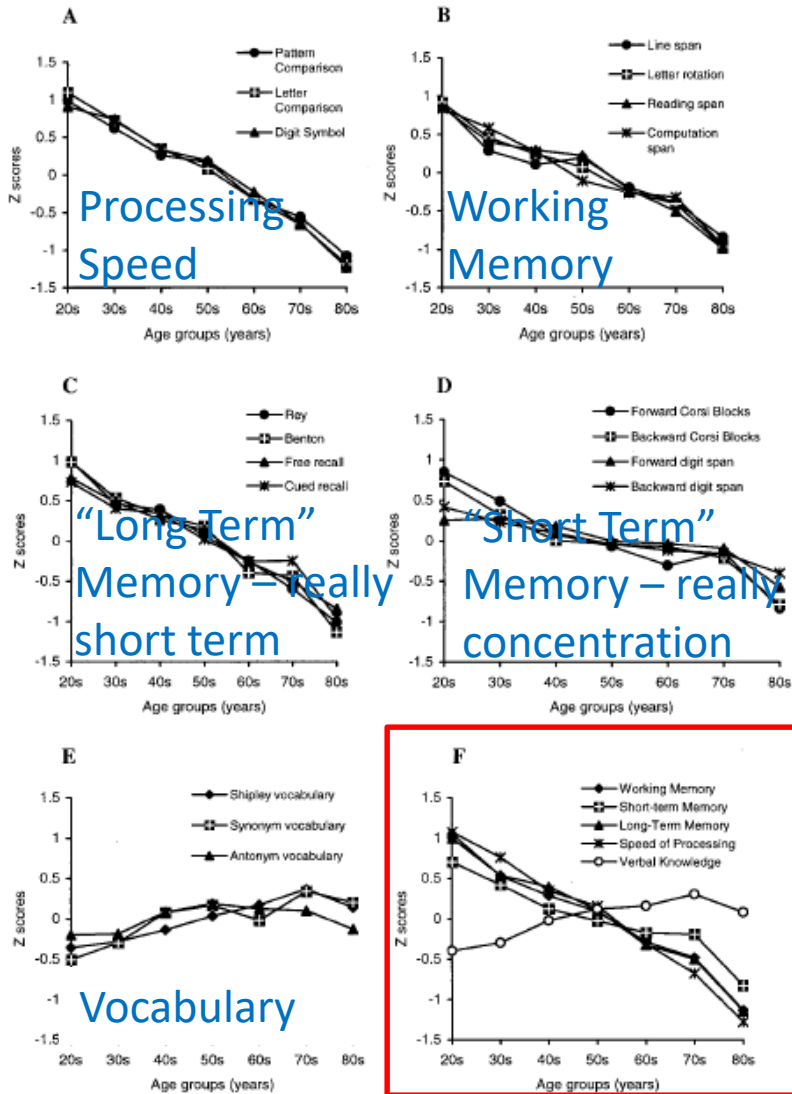 A
Pattern
Comparison
Letter
Comparison
Digit Symbol
1.5
1
0.5
0
-0.5
-1
-1.5
Z scores
Processing
Speed
20s 30s 40s 50s 60s 70s 80s
Age groups (years)
B
Line span
Letter rotation
Reading span
Computation
span
1.5
1
0.5
0
-0.5
-1
-1.5
Z scores
Working
Memory
20s 30s 40s 50s 60s 70s 80s
Age groups (years)
C
Rey
Benton
Free recall
Cued recall
1.5
1
0.5
0
-0.5
-1
-1.5
Z scores
“Long Term”
Memory – really
short term
20s 30s 40s 50s 60s 70s 80s
Age groups (years)
D
Forward Corsi Blocks
Backward Corsi Blocks
Forward digit span
Backward digit span
1.5
1
0.5
0
-0.5
-1
-1.5
Z scores
“Short Term”
Memory – really
concentration
20s 30s 40s 50s 60s 70s 80s
Age groups (years)
E
Shipley vocabulary
Synonym vocabulary
Antonym vocabulary
1.5
1
0.5
0
-0.5
-1
-1.5
Z scores
Vocabulary
20s 30s 40s 50s 60s 70s 80s
Age groups (years)
F
Working Memory
Short-term Memory
Long-Term Memory
Speed of Processing
Verbal Knowledge
1.5
1
0.5
0
-0.5
-1
-1.5
Z scores
20s 30s 40s 50s 60s 70s 80s
Age groups (years)